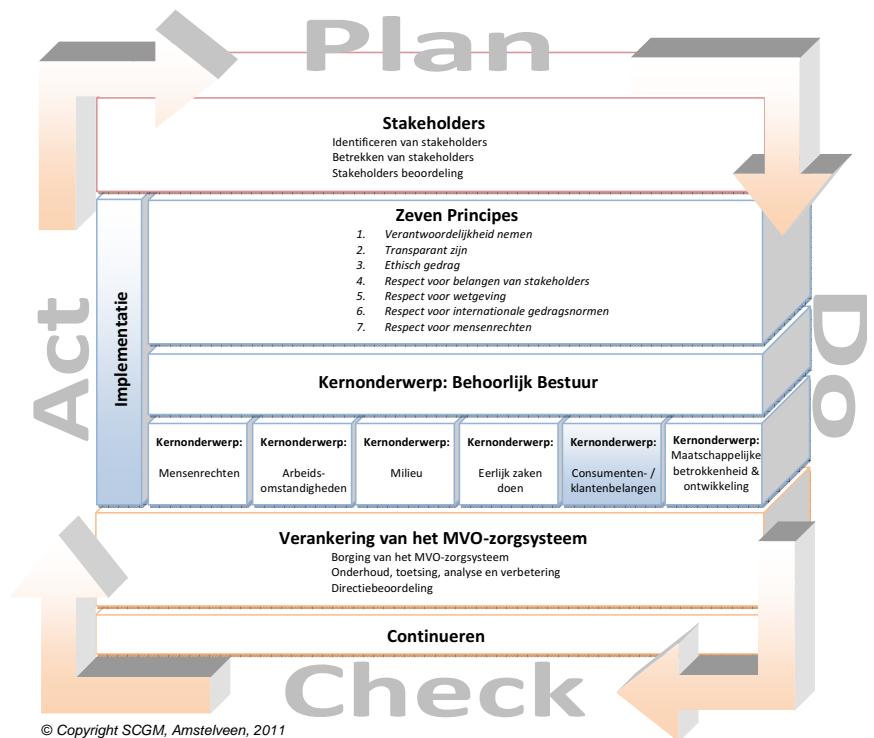 Plan
Stakeholders
Identificeren van stakeholders
Betrekken van stakeholders
Stakeholders beoordeling
Zeven Principes
1. Verantwoordelijkheid nemen
2. Transparant zijn
3. Ethisch gedrag
4. Respect voor belangen van stakeholders
5. Respect voor wetgeving
6. Respect voor internationale gedragsnormen
7. Respect voor mensenrechten
Act
Implementatie
Do
Kernonderwerp: Behoorlijk Bestuur
Kernonderwerp:
Mensenrechten
Kernonderwerp:
Arbeids-
omstandigheden
Kernonderwerp:
Milieu
Kernonderwerp:
Eerlijk zaken
doen
Kernonderwerp:
Consumenten- /
klantenbelangen
Kernonderwerp:
Maatschappelijke
betrokkenheid &
ontwikkeling
Verankering van het MVO-zorgsysteem
Borging van het MVO-zorgsysteem
Onderhoud, toetsing, analyse en verbetering
Directiebeoordeling
Continueren
Check
© Copyright SCGM, Amstelveen, 2011